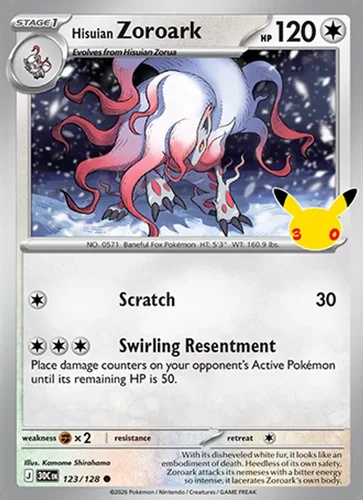 STAGE 1
Hisuian Zoroark HP 120
Evolves from Hisuian Zorua
30
NO. 0571 Baneful Fox Pokémon HT: 5'3" WT: 160.9 lbs.
Scratch 30
Swirling Resentment
Place damage counters on your opponent's Active Pokémon
until its remaining HP is 50.
weakness ×2 resistance retreat
Illus. Kamome Shirahama
J 30C EN 123/128
With its disheveled white fur, it looks like an
embodiment of death. Heedless of its own safety,
Zoroark attacks its nemeses with a bitter energy
so intense, it lacerates Zoroark's own body.
©2026 Pokémon / Nintendo / Creatures / GAME FREAK